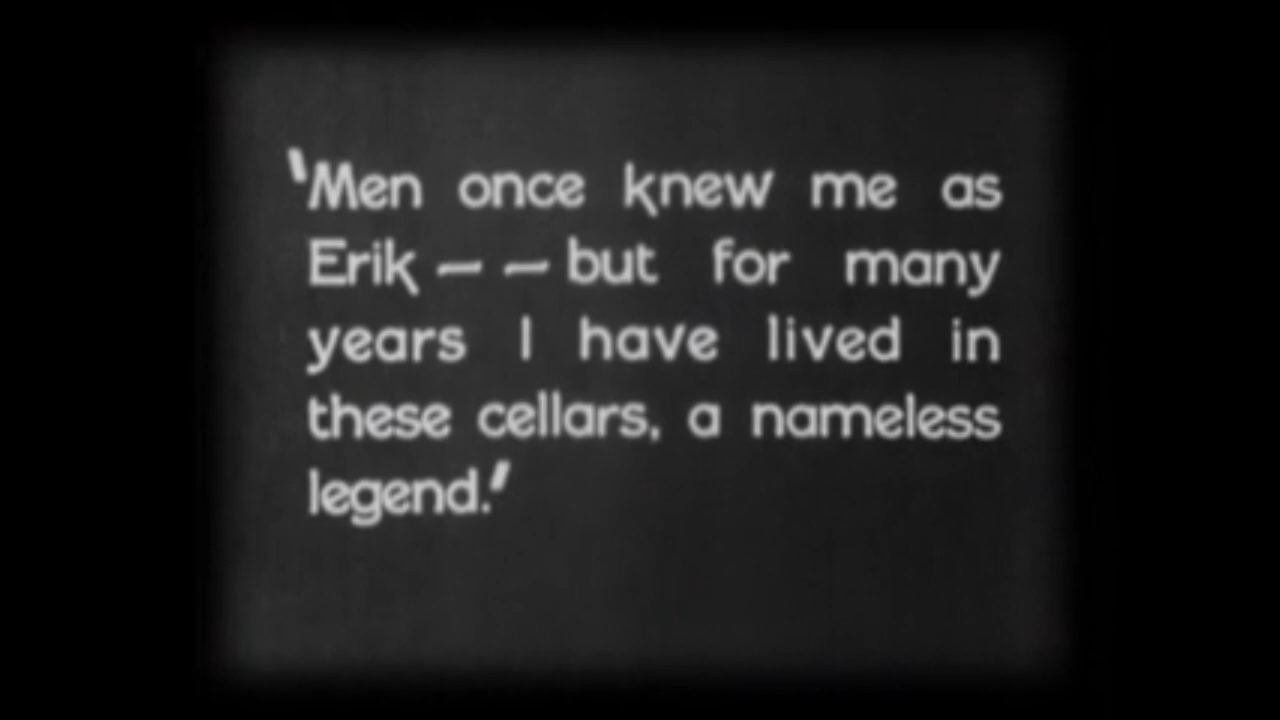 'Men once knew me as
Erik — — but for many
years I have lived in
these cellars, a nameless
legend.'